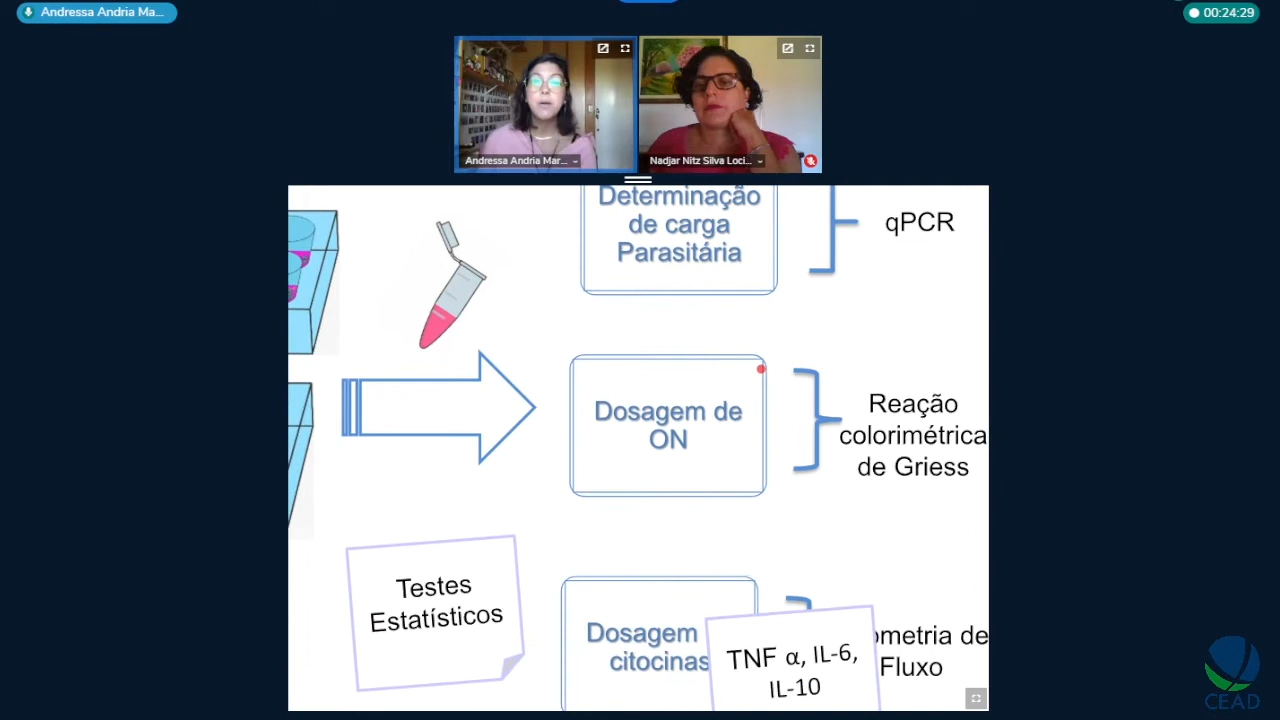 Andressa Andria Ma...
00:24:29
Andressa Andria Mar...
Nadjar Nitz Silva Loci...
Determinação
de carga
Parasitária
qPCR
Dosagem de
ON
Reação
colorimétrica
de Griess
Testes
Estatísticos
Dosagem
citocinas
TNF α, IL-6,
IL-10
ometria de
Fluxo
CEAD